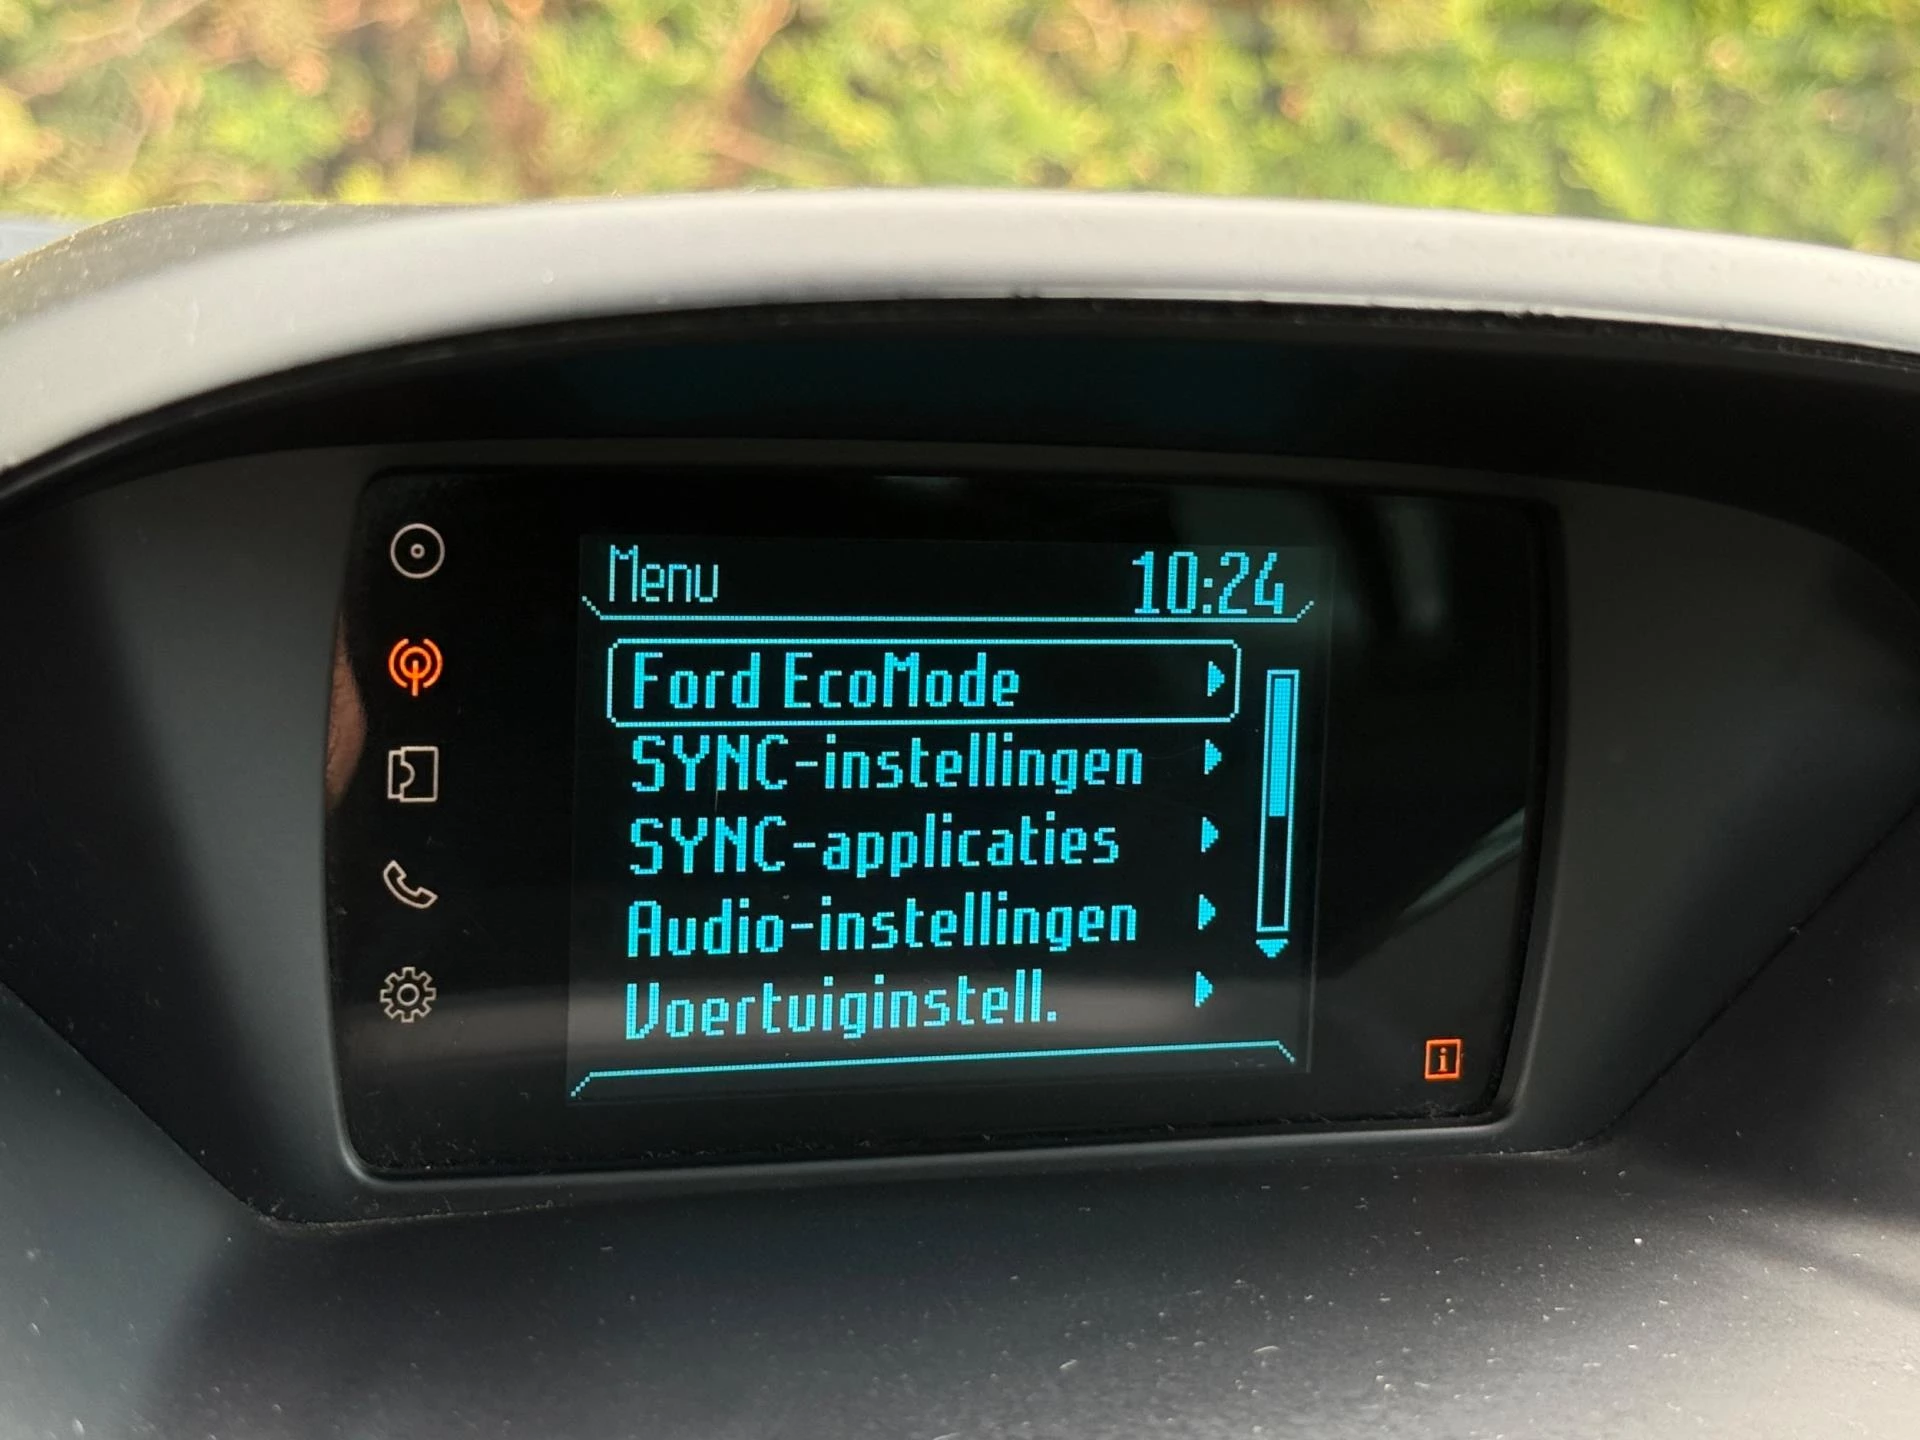 Menu 10:24
Ford EcoMode
SYNC-instellingen
SYNC-applicaties
Audio-instellingen
Voertuiginstell.
i